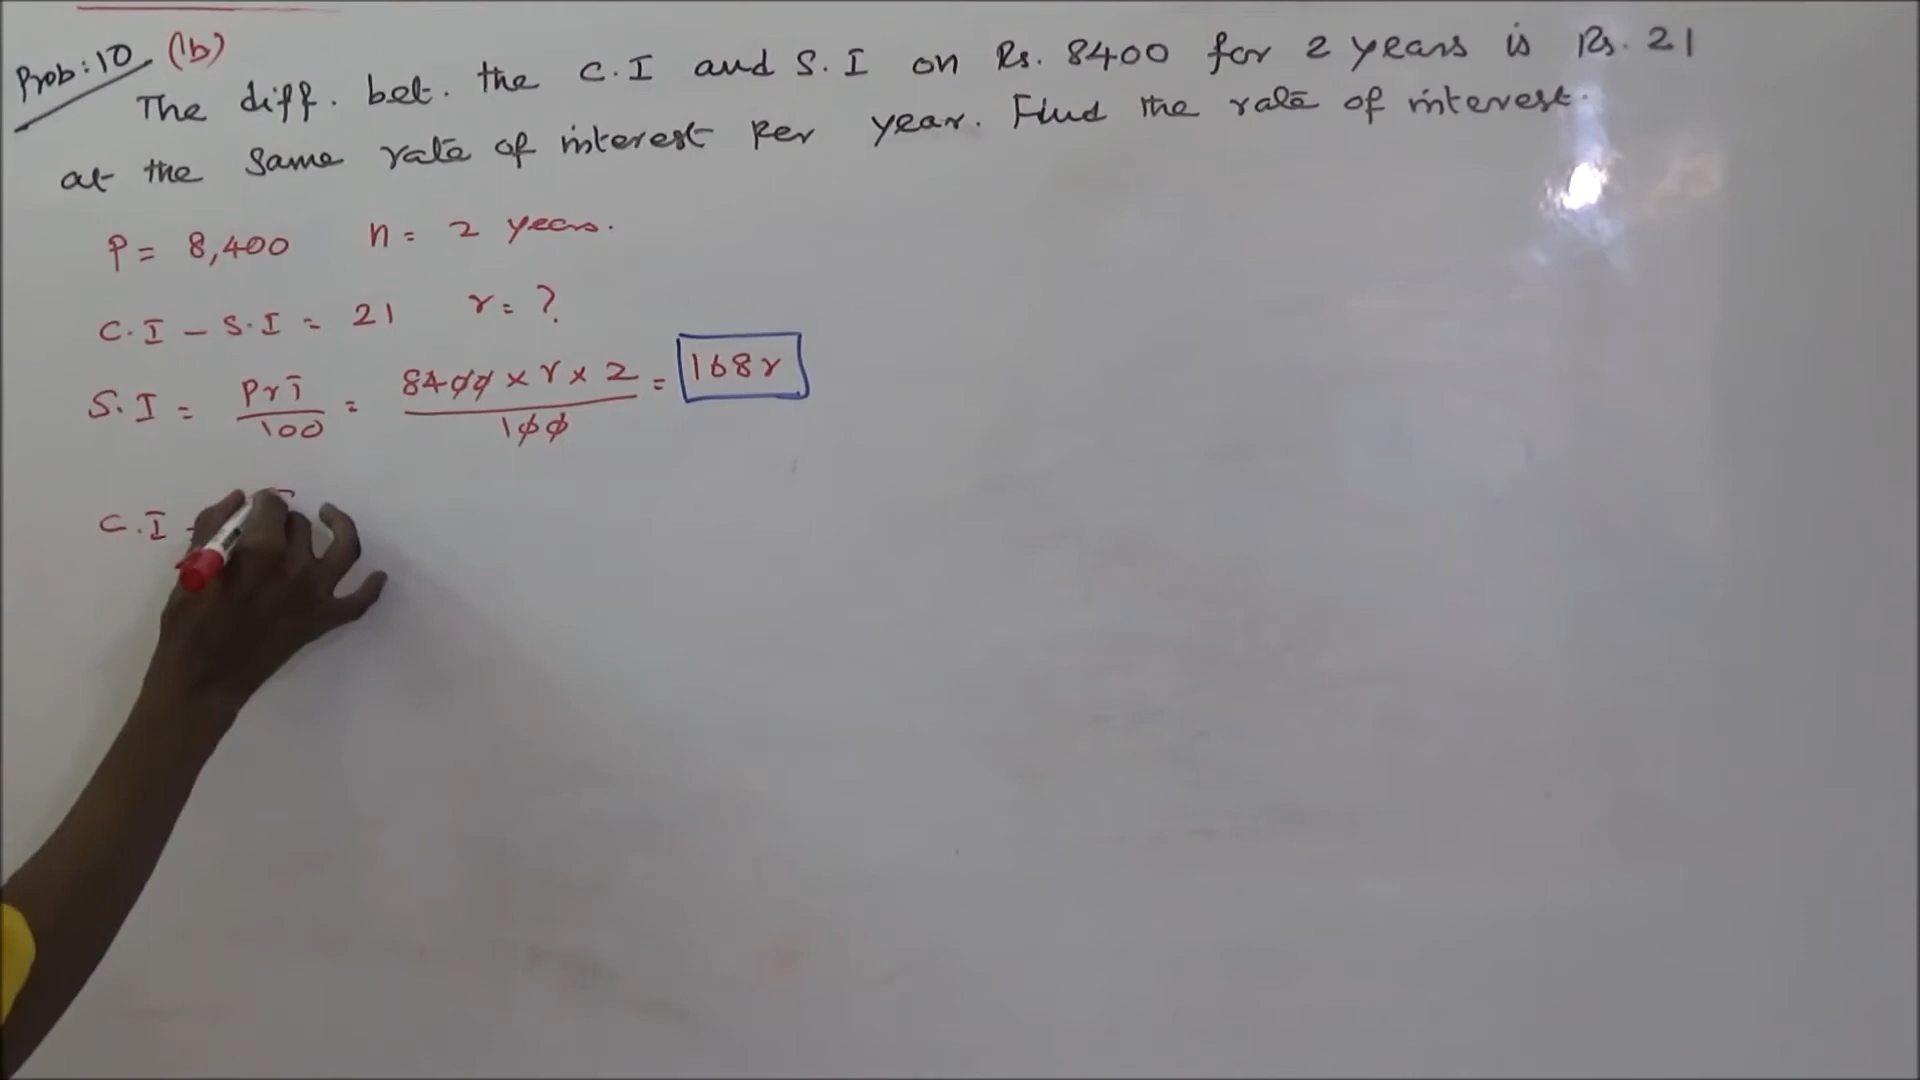 Prob:10 (b)
The diff. bet. the C.I and S.I on Rs. 8400 for 2 years is Rs. 21
at the same rate of interest per year. Find the rate of interest.
P = 8,400 n = 2 years.
C.I - S.I = 21 r = ?
S.I = PrT/100 = 8400 × r × 2/100 = 168r
C.I